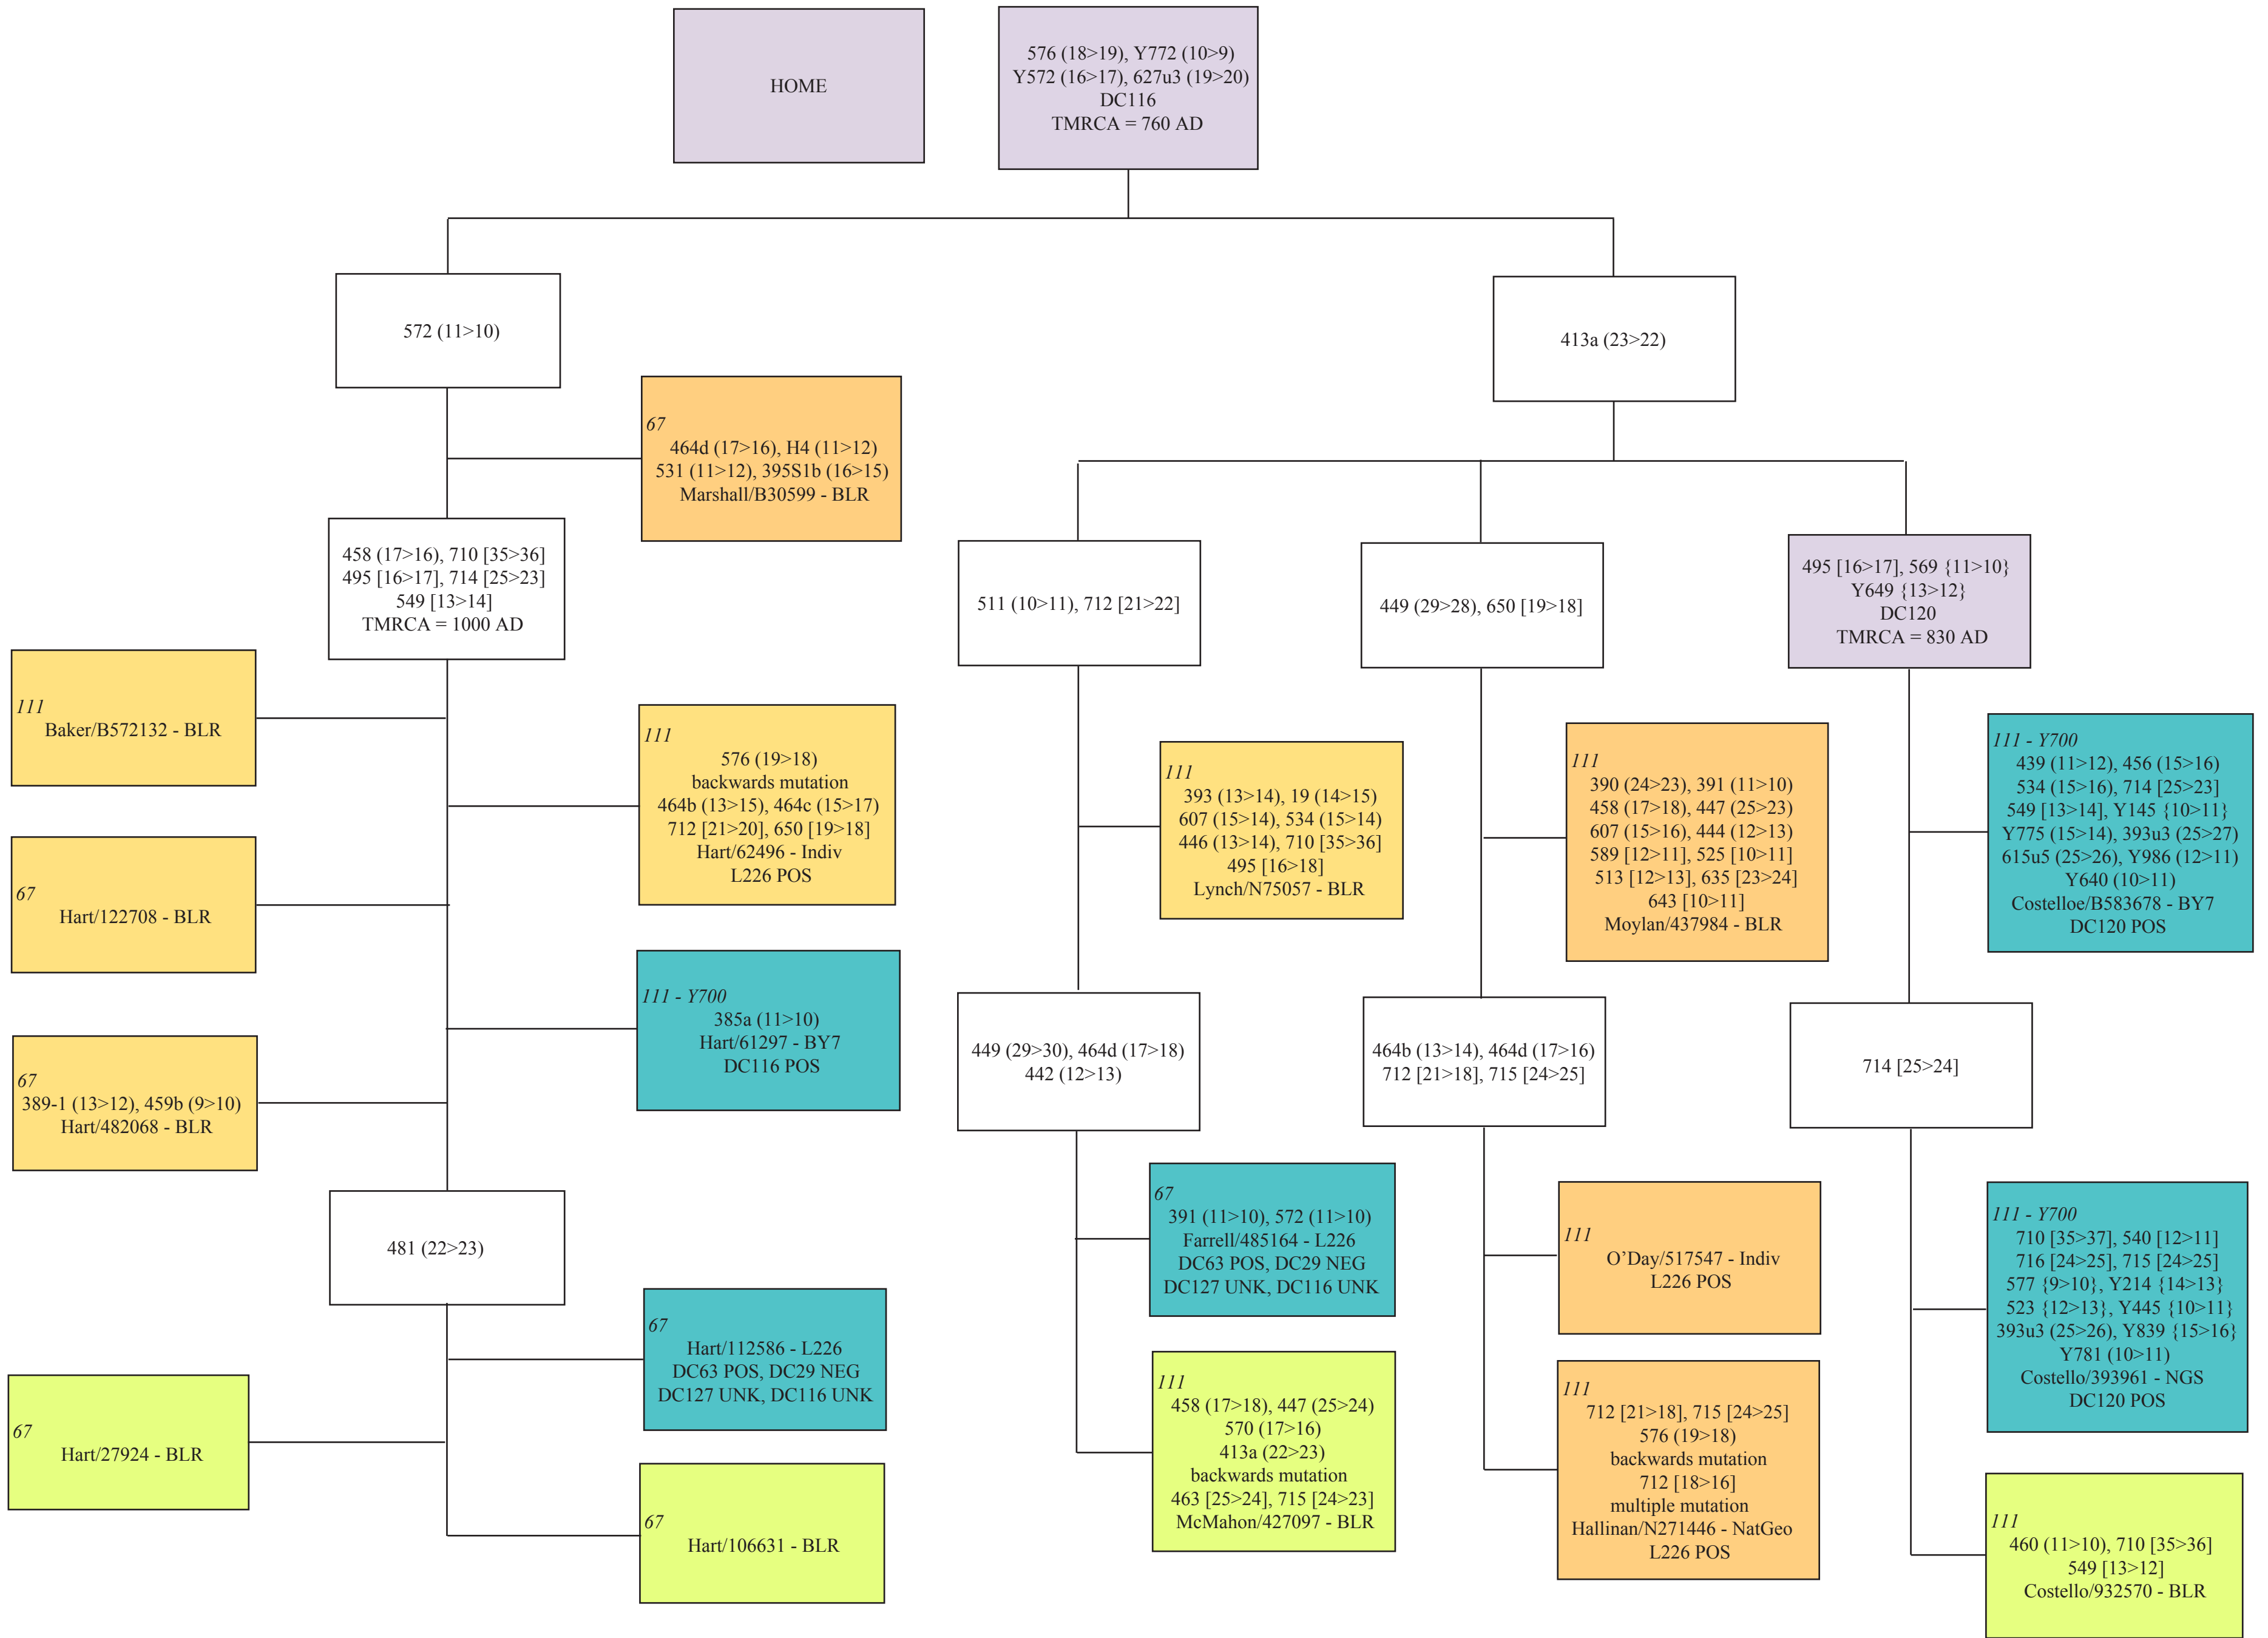 HOME
576 (18>19), Y772 (10>9)
Y572 (16>17), 627u3 (19>20)
DC116
TMRCA = 760 AD
572 (11>10)
413a (23>22)
67
464d (17>16), H4 (11>12)
531 (11>12), 395S1b (16>15)
Marshall/B30599 - BLR
458 (17>16), 710 [35>36]
495 [16>17], 714 [25>23]
549 [13>14]
TMRCA = 1000 AD
511 (10>11), 712 [21>22]
449 (29>28), 650 [19>18]
495 [16>17], 569 {11>10}
Y649 {13>12}
DC120
TMRCA = 830 AD
111
Baker/B572132 - BLR
111
576 (19>18)
backwards mutation
464b (13>15), 464c (15>17)
712 [21>20], 650 [19>18]
Hart/62496 - Indiv
L226 POS
111
393 (13>14), 19 (14>15)
607 (15>14), 534 (15>14)
446 (13>14), 710 [35>36]
495 [16>18]
Lynch/N75057 - BLR
111
390 (24>23), 391 (11>10)
458 (17>18), 447 (25>23)
607 (15>16), 444 (12>13)
589 [12>11], 525 [10>11]
513 [12>13], 635 [23>24]
643 [10>11]
Moylan/437984 - BLR
111 - Y700
439 (11>12), 456 (15>16)
534 (15>16), 714 [25>23]
549 [13>14], Y145 {10>11}
Y775 (15>14), 393u3 (25>27)
615u5 (25>26), Y986 (12>11)
Y640 (10>11)
Costelloe/B583678 - BY7
DC120 POS
67
Hart/122708 - BLR
111 - Y700
385a (11>10)
Hart/61297 - BY7
DC116 POS
67
389-1 (13>12), 459b (9>10)
Hart/482068 - BLR
449 (29>30), 464d (17>18)
442 (12>13)
464b (13>14), 464d (17>16)
712 [21>18], 715 [24>25]
714 [25>24]
481 (22>23)
67
391 (11>10), 572 (11>10)
Farrell/485164 - L226
DC63 POS, DC29 NEG
DC127 UNK, DC116 UNK
111
O’Day/517547 - Indiv
L226 POS
111 - Y700
710 [35>37], 540 [12>11]
716 [24>25], 715 [24>25]
577 {9>10}, Y214 {14>13}
523 {12>13}, Y445 {10>11}
393u3 (25>26), Y839 {15>16}
Y781 (10>11)
Costello/393961 - NGS
DC120 POS
67
Hart/112586 - L226
DC63 POS, DC29 NEG
DC127 UNK, DC116 UNK
67
Hart/27924 - BLR
111
458 (17>18), 447 (25>24)
570 (17>16)
413a (22>23)
backwards mutation
463 [25>24], 715 [24>23]
McMahon/427097 - BLR
111
712 [21>18], 715 [24>25]
576 (19>18)
backwards mutation
712 [18>16]
multiple mutation
Hallinan/N271446 - NatGeo
L226 POS
67
Hart/106631 - BLR
111
460 (11>10), 710 [35>36]
549 [13>12]
Costello/932570 - BLR